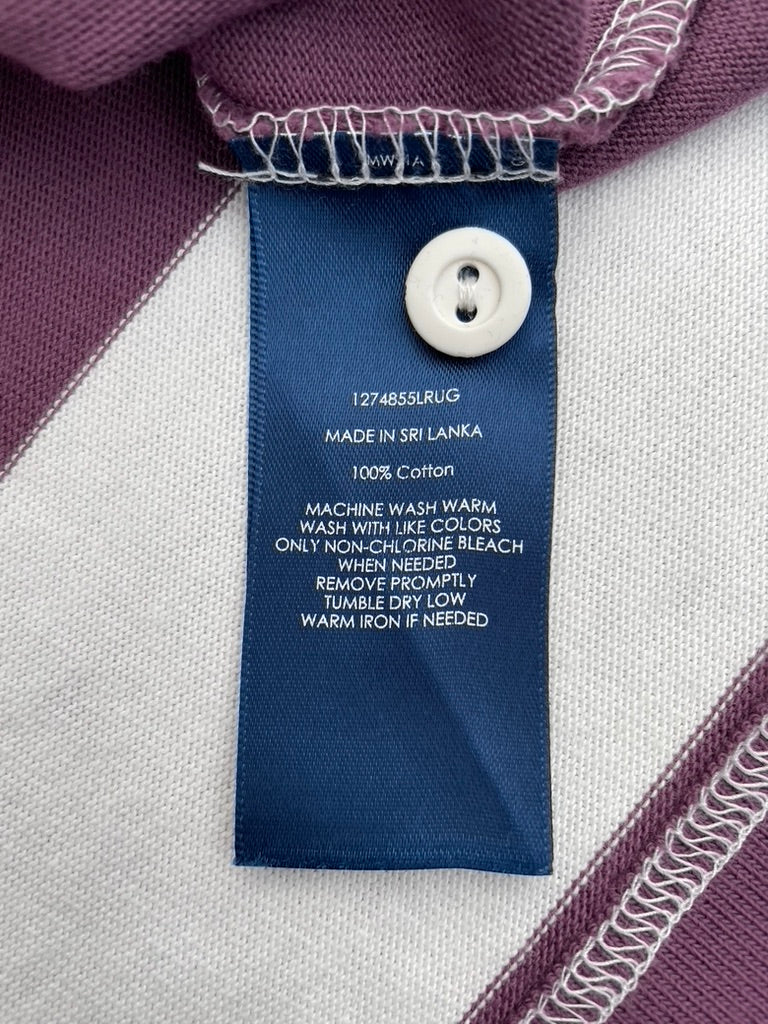 1274855LRUG
MADE IN SRI LANKA
100% Cotton
MACHINE WASH WARM
WASH WITH LIKE COLORS
ONLY NON-CHLORINE BLEACH
WHEN NEEDED
REMOVE PROMPTLY
TUMBLE DRY LOW
WARM IRON IF NEEDED